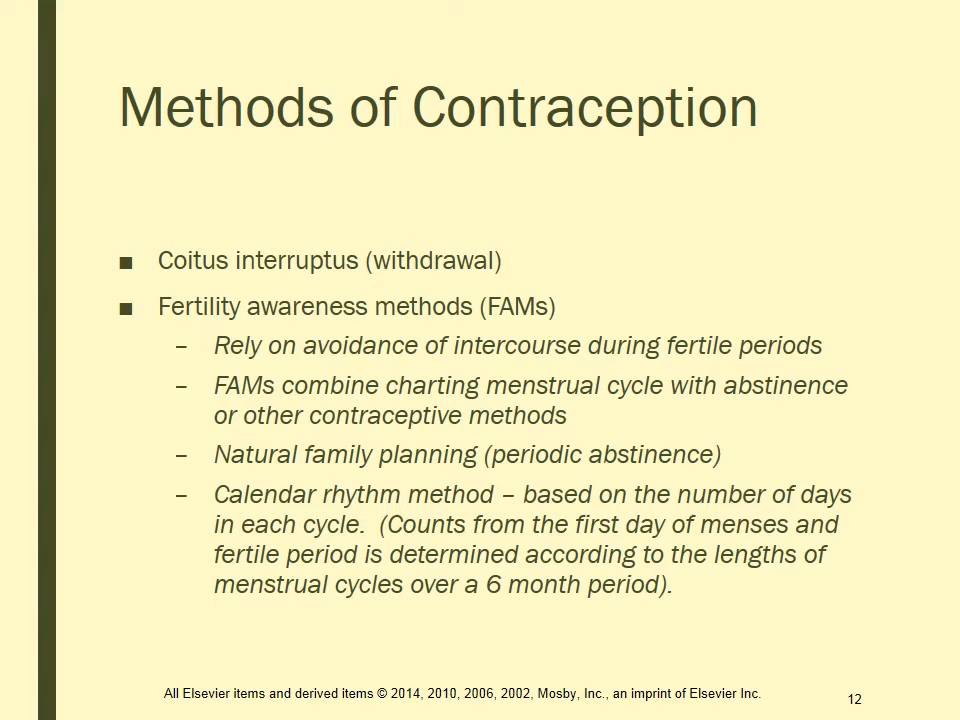 Methods of Contraception
■ Coitus interruptus (withdrawal)
■ Fertility awareness methods (FAMs)
– Rely on avoidance of intercourse during fertile periods
– FAMs combine charting menstrual cycle with abstinence
or other contraceptive methods
– Natural family planning (periodic abstinence)
– Calendar rhythm method – based on the number of days
in each cycle.  (Counts from the first day of menses and
fertile period is determined according to the lengths of
menstrual cycles over a 6 month period).
All Elsevier items and derived items © 2014, 2010, 2006, 2002, Mosby, Inc., an imprint of Elsevier Inc.
12